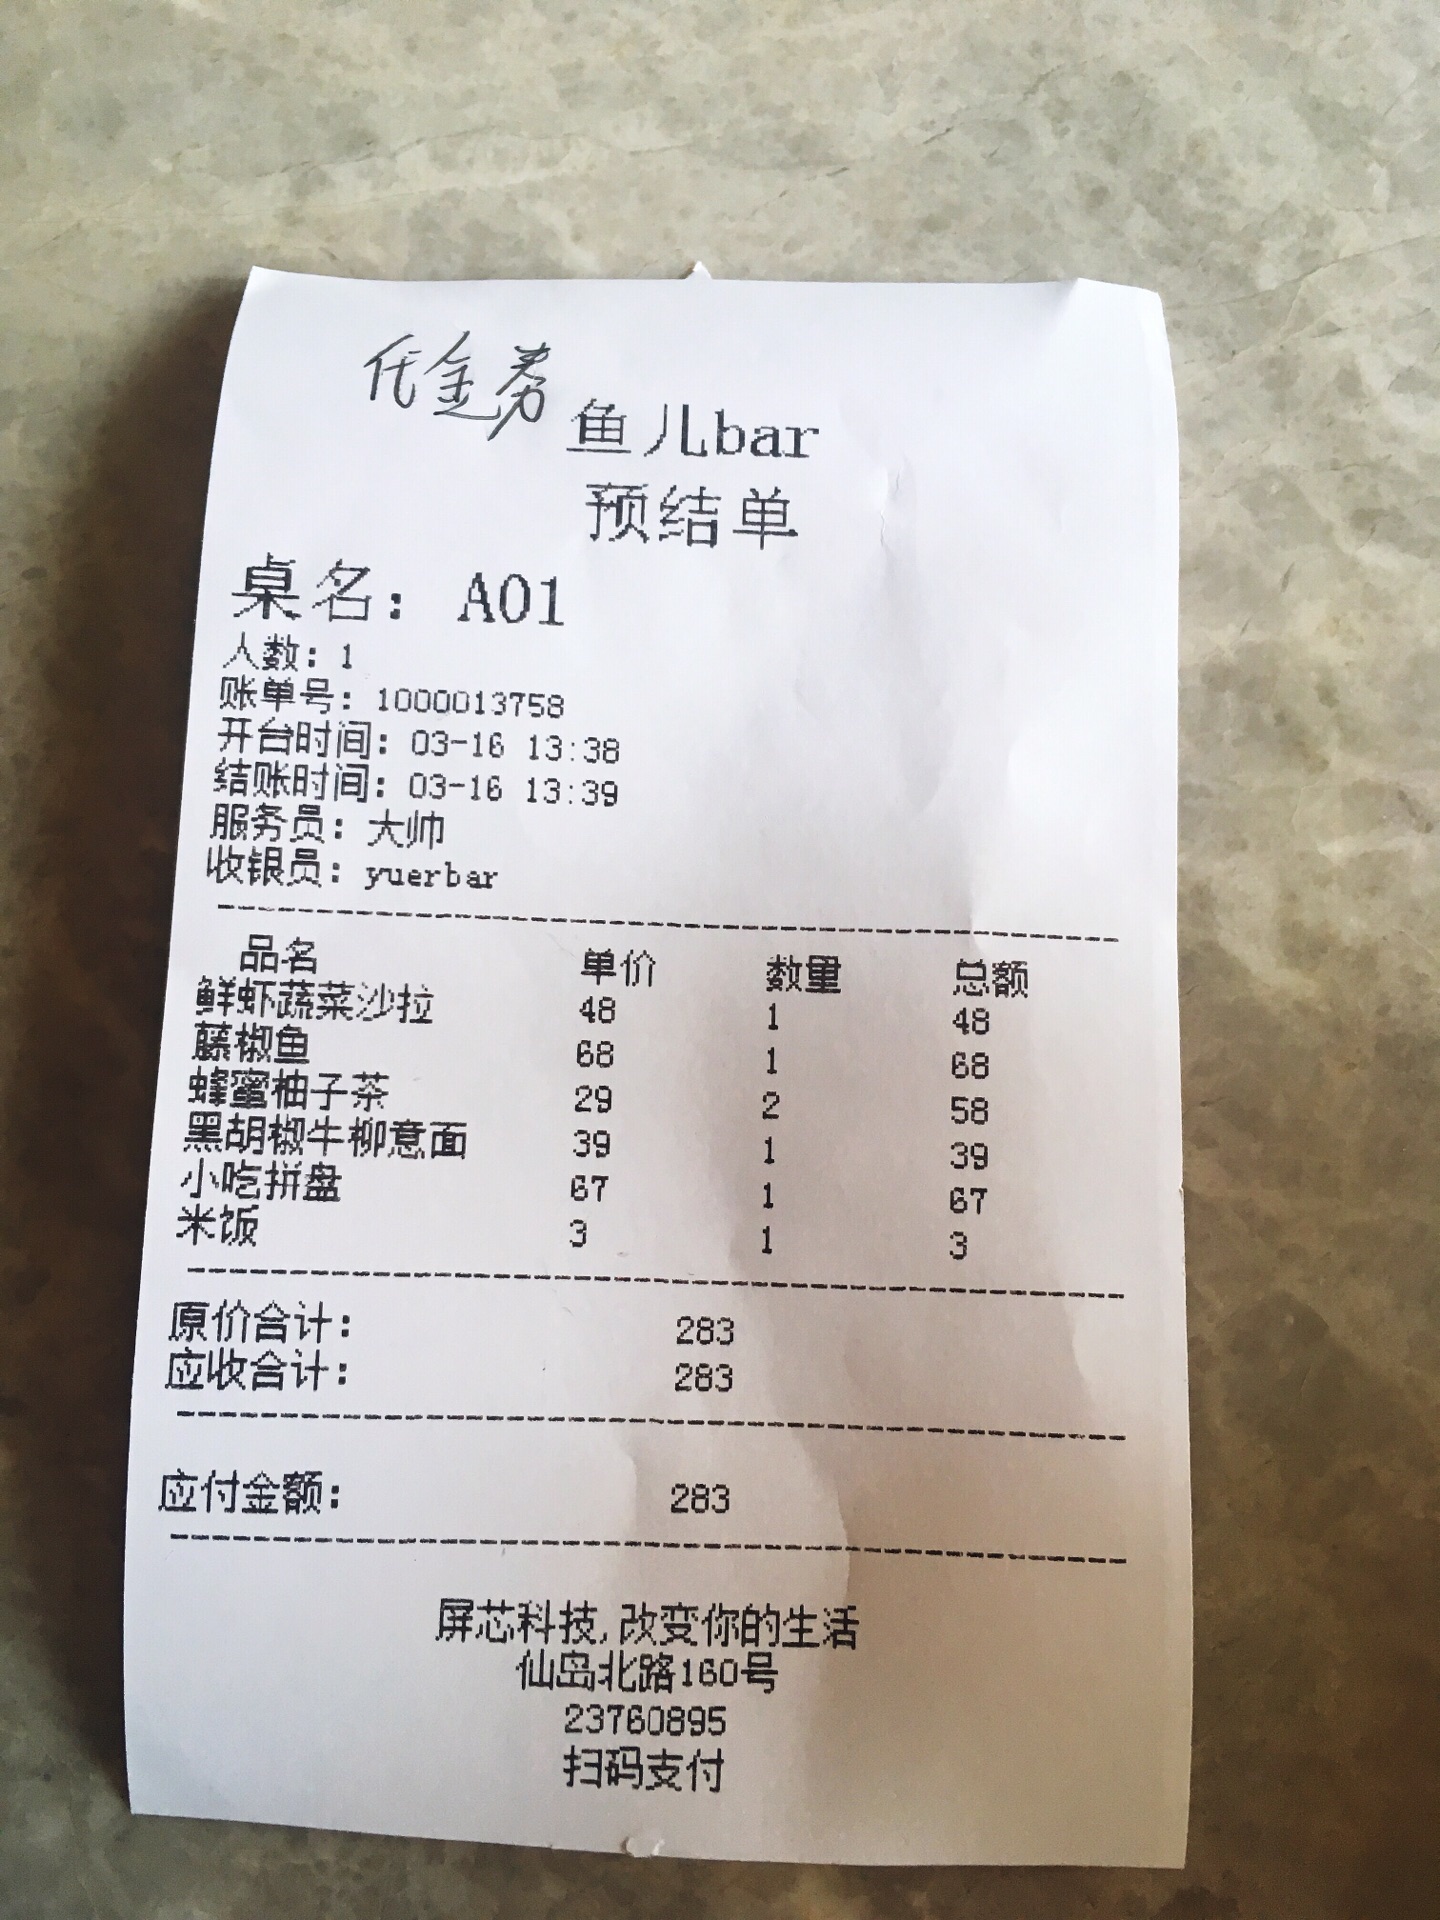 代金券
鱼儿bar
预结单
桌名： A01
人数：1
账单号：1000013758
开台时间：03-16 13:38
结账时间：03-16 13:39
服务员：大帅
收银员：yuerbar
品名 单价 数量 总额
鲜虾蔬菜沙拉 48 1 48
藤椒鱼 68 1 68
蜂蜜柚子茶 29 2 58
黑胡椒牛柳意面 39 1 39
小吃拼盘 67 1 67
米饭 3 1 3
原价合计： 283
应收合计： 283
应付金额： 283
屏芯科技,改变你的生活
仙岛北路160号
23760895
扫码支付